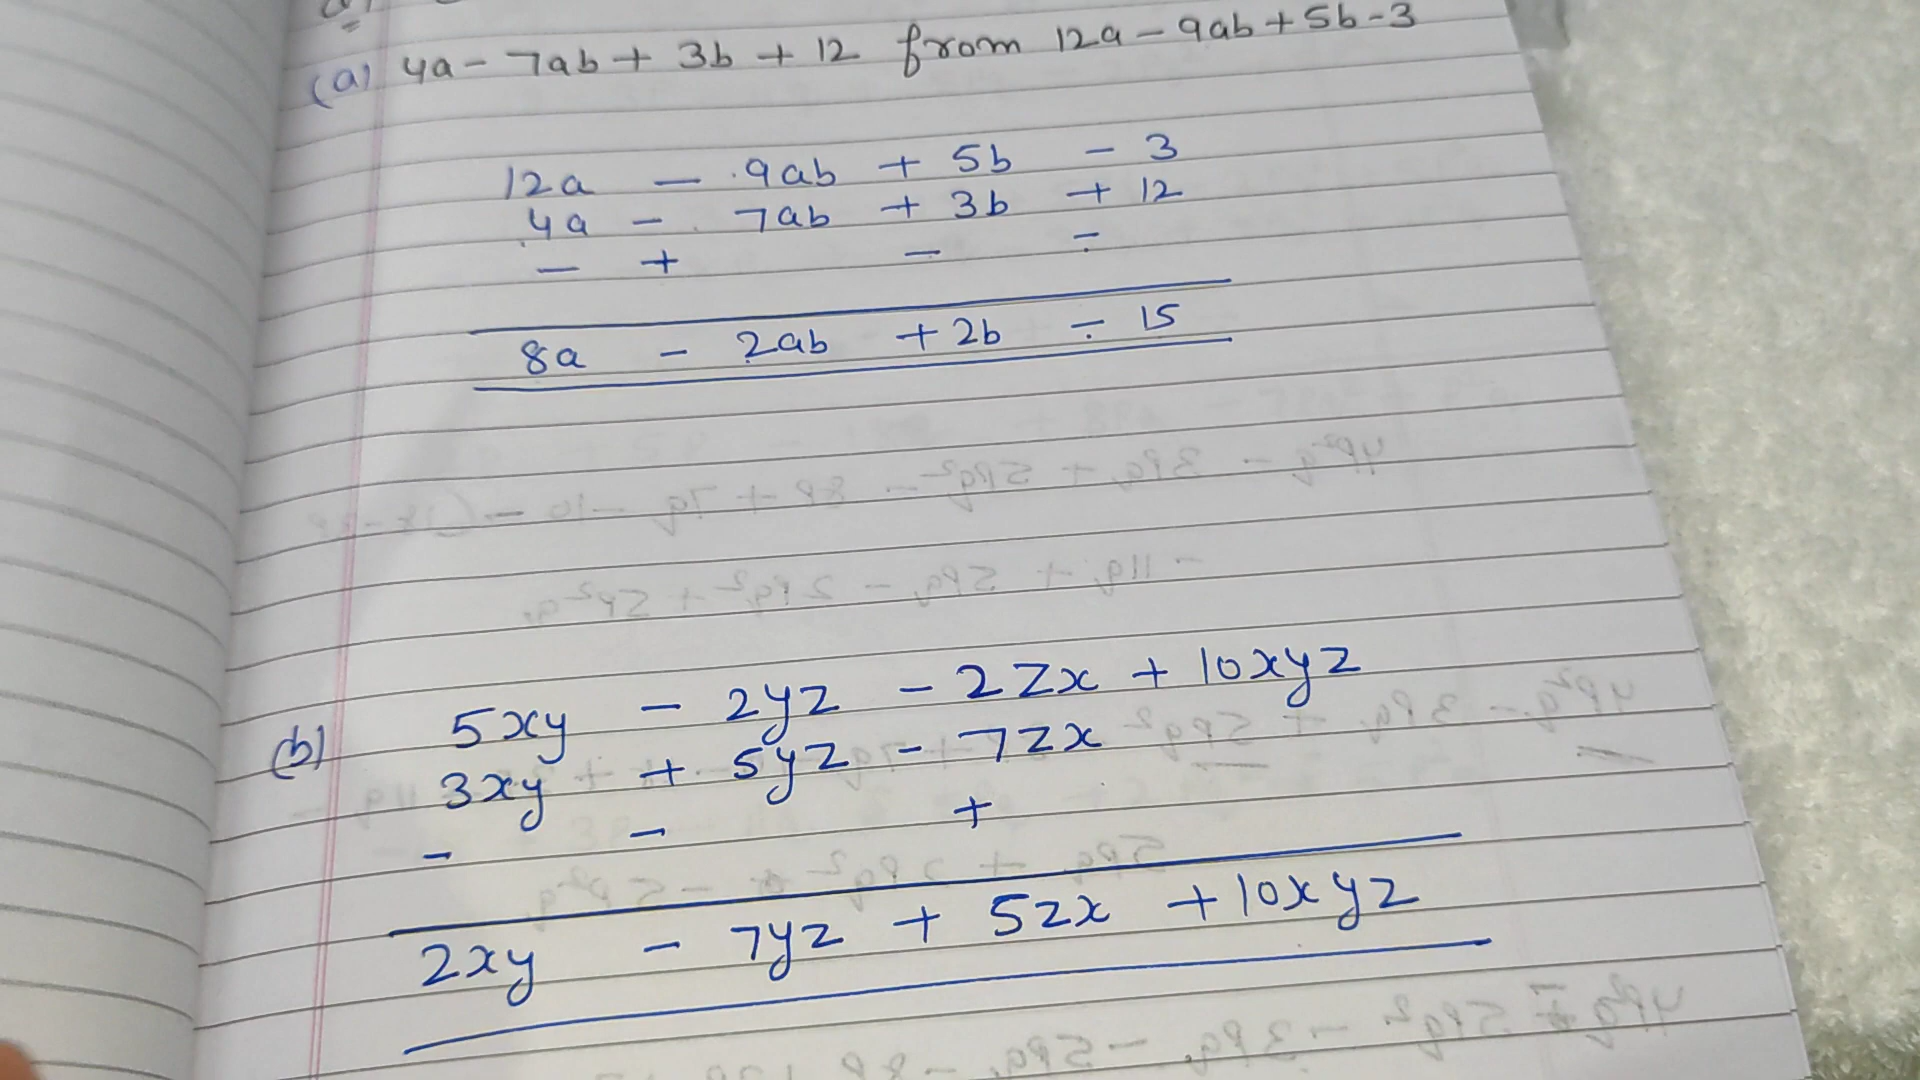 (a) 4a - 7ab + 3b + 12 from 12a - 9ab + 5b - 3
12a - 9ab + 5b - 3
4a - 7ab + 3b + 12
- + - -
8a - 2ab + 2b - 15
(b) 5xy - 2yz - 2zx + 10xyz
3xy + 5yz - 7zx
- - +
2xy - 7yz + 5zx + 10xyz